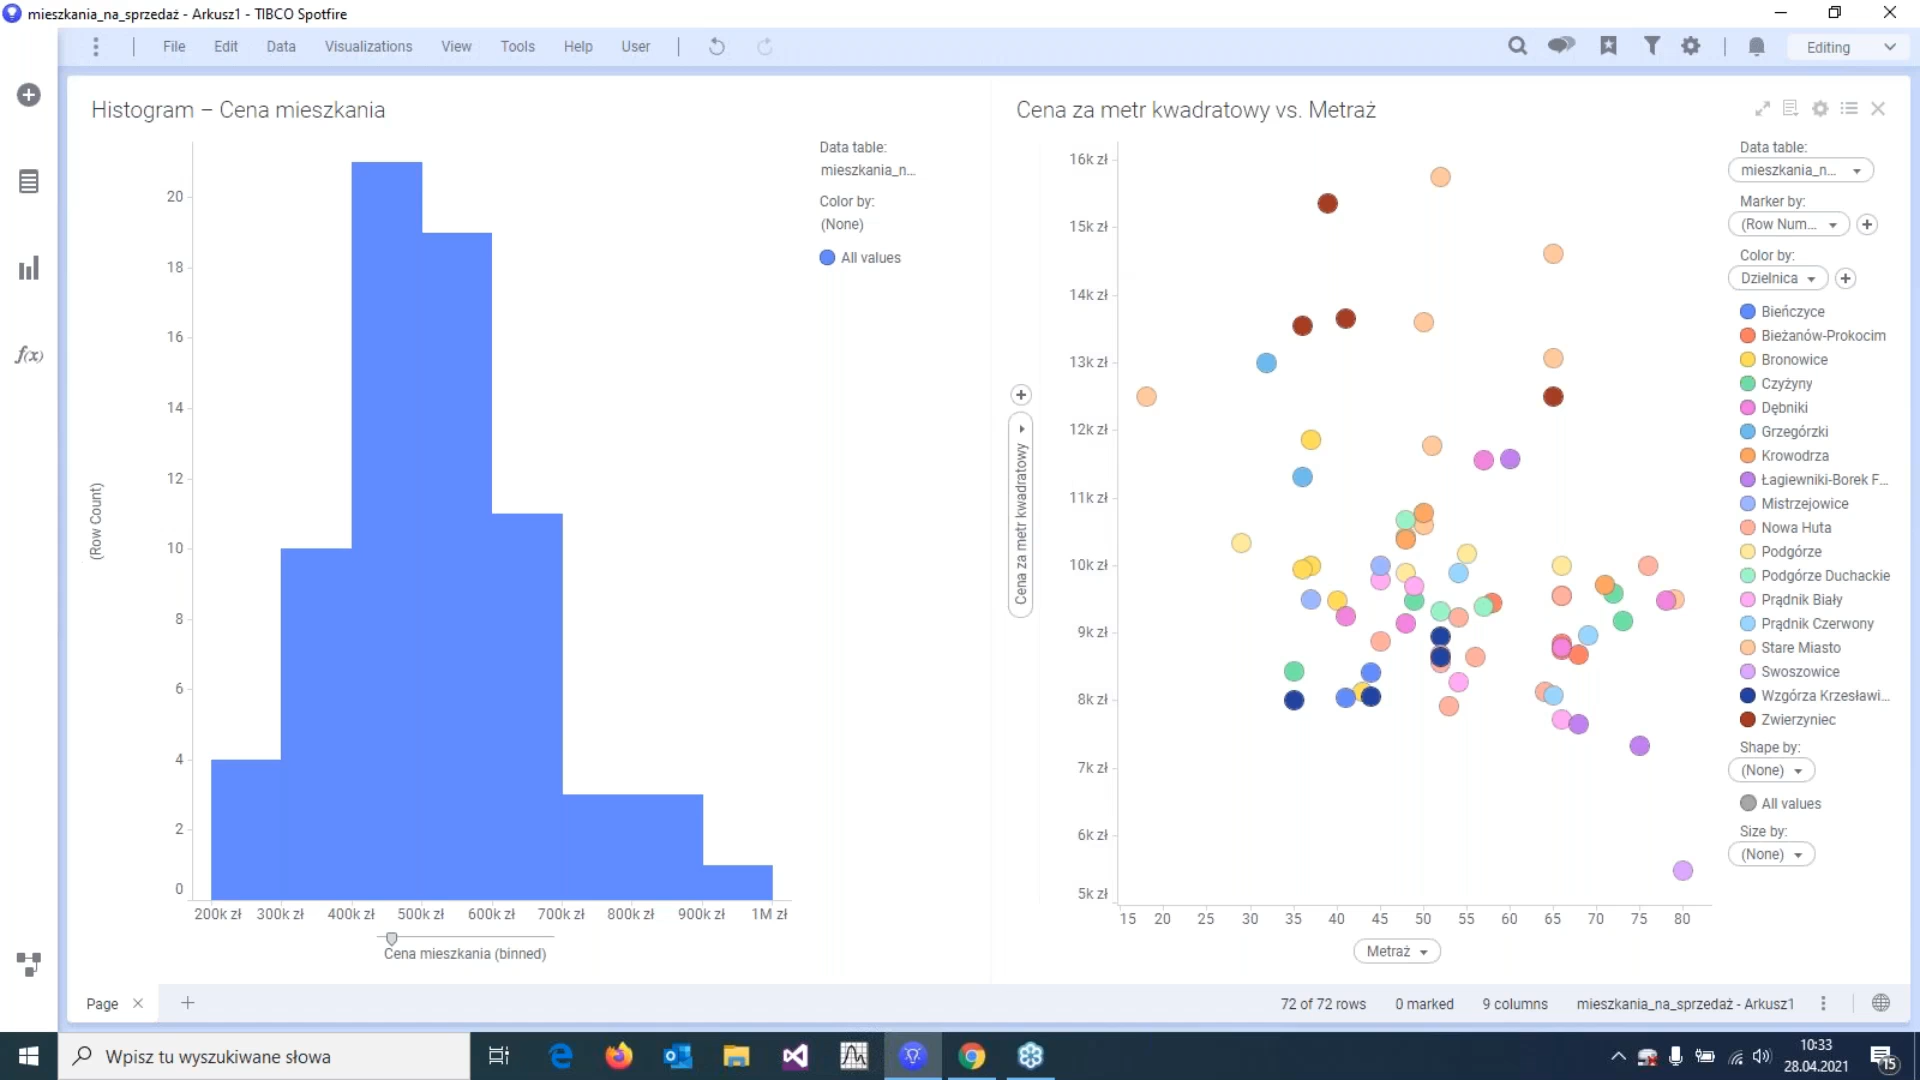 mieszkania_na_sprzedaż - Arkusz1 - TIBCO Spotfire
File Edit Data Visualizations View Tools Help User
Editing
Histogram – Cena mieszkania
(Row Count)
20
18
16
14
12
10
8
6
4
2
0
200k zł 300k zł 400k zł 500k zł 600k zł 700k zł 800k zł 900k zł 1M zł
Cena mieszkania (binned)
Data table:
mieszkania_n...
Color by:
(None)
All values
Cena za metr kwadratowy vs. Metraż
Cena za metr kwadratowy
16k zł
15k zł
14k zł
13k zł
12k zł
11k zł
10k zł
9k zł
8k zł
7k zł
6k zł
5k zł
15 20 25 30 35 40 45 50 55 60 65 70 75 80
Metraż
Data table:
mieszkania_n...
Marker by:
(Row Num...
Color by:
Dzielnica
Bieńczyce
Bieżanów-Prokocim
Bronowice
Czyżyny
Dębniki
Grzegórzki
Krowodrza
Łagiewniki-Borek F...
Mistrzejowice
Nowa Huta
Podgórze
Podgórze Duchackie
Prądnik Biały
Prądnik Czerwony
Stare Miasto
Swoszowice
Wzgórza Krzesławi...
Zwierzyniec
Shape by:
(None)
All values
Size by:
(None)
f(x)
Page
72 of 72 rows 0 marked 9 columns mieszkania_na_sprzedaż - Arkusz1
Wpisz tu wyszukiwane słowa
10:33
28.04.2021
15